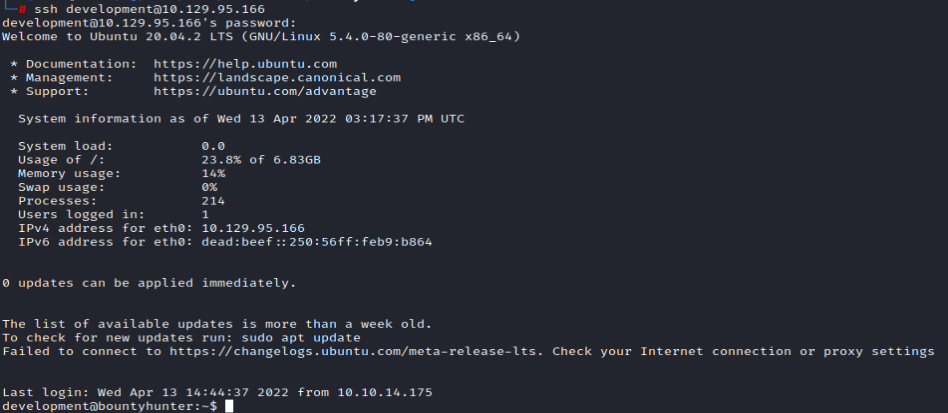 └─# ssh development@10.129.95.166
development@10.129.95.166's password:
Welcome to Ubuntu 20.04.2 LTS (GNU/Linux 5.4.0-80-generic x86_64)
* Documentation:  https://help.ubuntu.com
* Management:     https://landscape.canonical.com
* Support:        https://ubuntu.com/advantage
System information as of Wed 13 Apr 2022 03:17:37 PM UTC
System load:           0.0
Usage of /:            23.8% of 6.83GB
Memory usage:          14%
Swap usage:            0%
Processes:             214
Users logged in:       1
IPv4 address for eth0: 10.129.95.166
IPv6 address for eth0: dead:beef::250:56ff:feb9:b864
0 updates can be applied immediately.
The list of available updates is more than a week old.
To check for new updates run: sudo apt update
Failed to connect to https://changelogs.ubuntu.com/meta-release-lts. Check your Internet connection or proxy settings
Last login: Wed Apr 13 14:44:37 2022 from 10.10.14.175
development@bountyhunter:~$